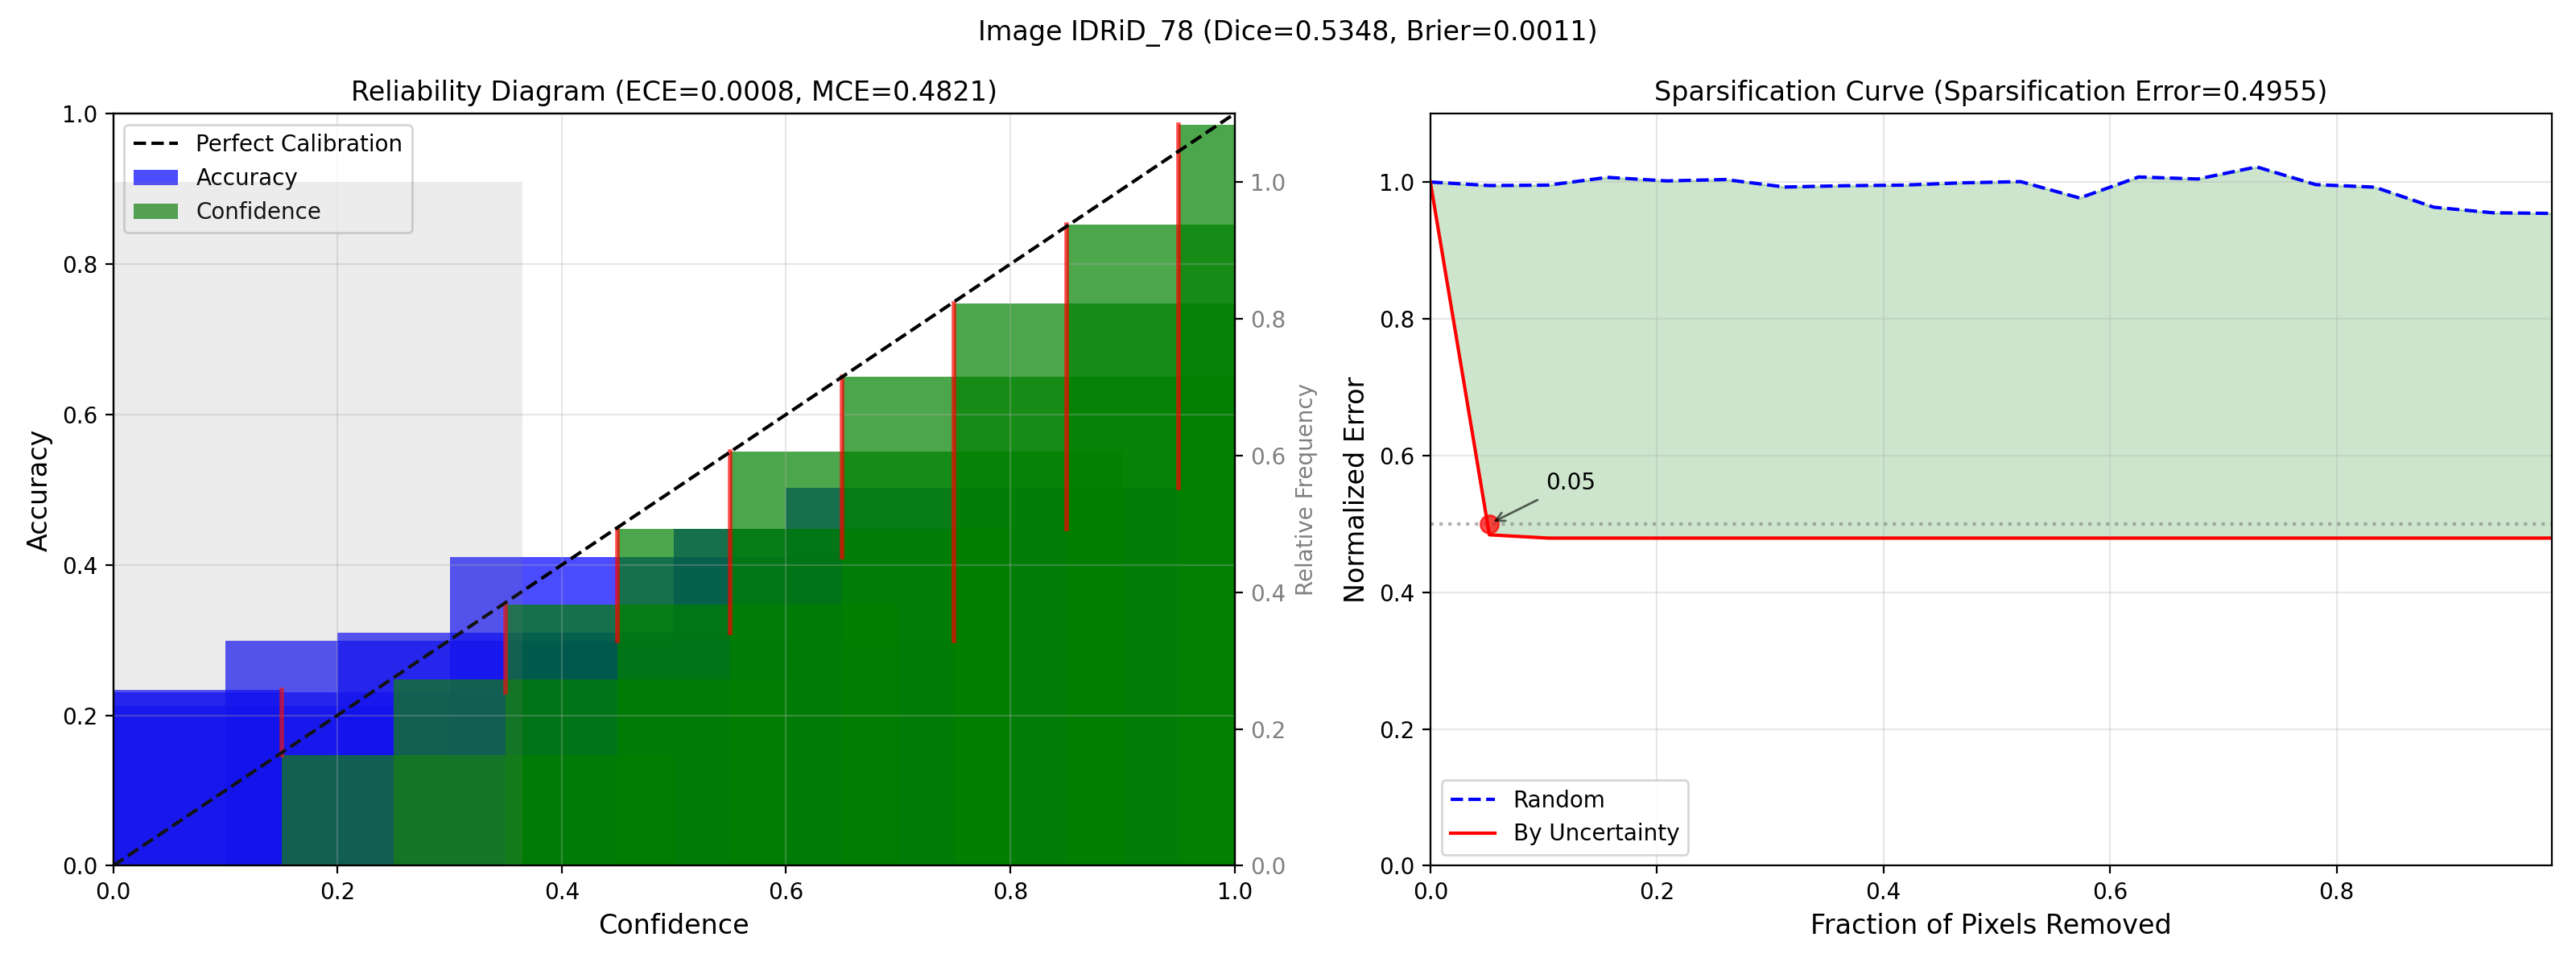 Image IDRiD_78 (Dice=0.5348, Brier=0.0011)
Reliability Diagram (ECE=0.0008, MCE=0.4821)
Perfect Calibration
Accuracy
Confidence
1.0
0.8
0.6
0.4
0.2
0.0
Accuracy
0.0
0.2
0.4
0.6
0.8
1.0
Confidence
1.0
0.8
0.6
0.4
0.2
0.0
Relative Frequency
Sparsification Curve (Sparsification Error=0.4955)
1.0
0.8
0.6
0.4
0.2
0.0
Normalized Error
0.05
Random
By Uncertainty
0.0
0.2
0.4
0.6
0.8
Fraction of Pixels Removed